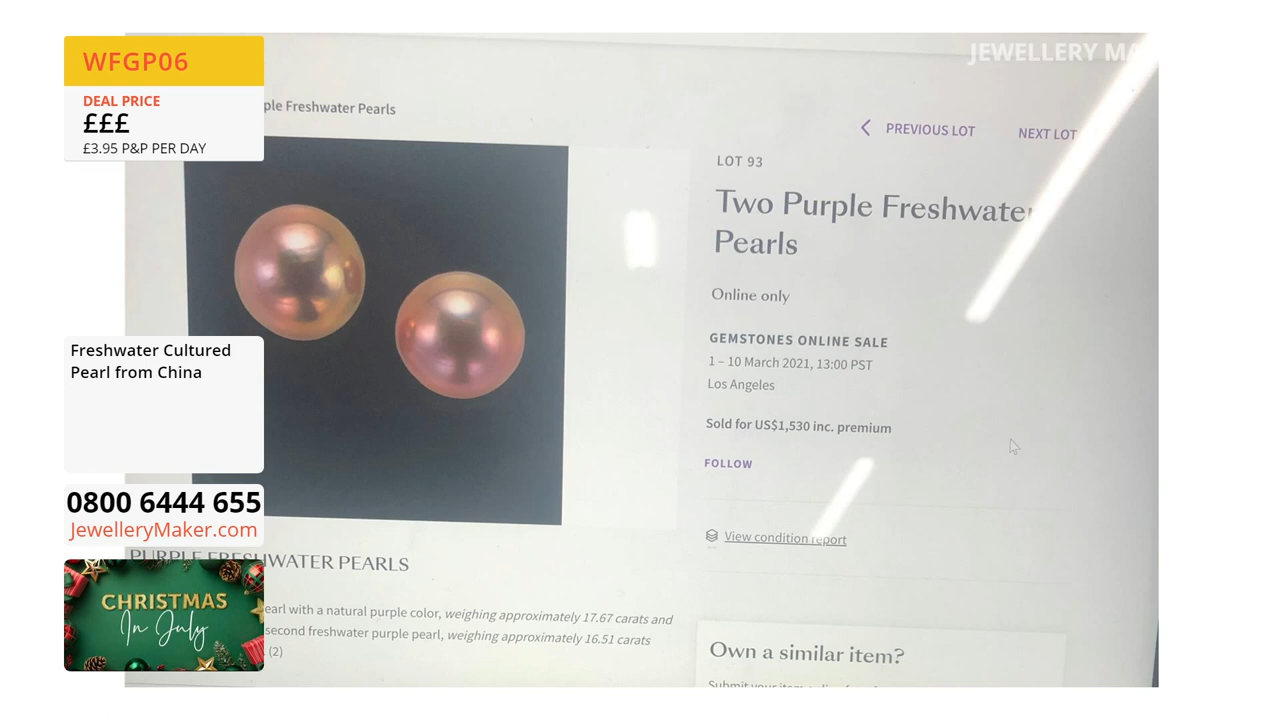 WFGP06
DEAL PRICE
£££
£3.95 P&P PER DAY
JEWELLERY MA
ple Freshwater Pearls
PREVIOUS LOT
NEXT LOT
LOT 93
Two Purple Freshwater
Pearls
Online only
GEMSTONES ONLINE SALE
1 – 10 March 2021, 13:00 PST
Los Angeles
Sold for US$1,530 inc. premium
FOLLOW
View condition report
Freshwater Cultured
Pearl from China
0800 6444 655
JewelleryMaker.com
PURPLE FRESHWATER PEARLS
earl with a natural purple color, weighing approximately 17.67 carats and
second freshwater purple pearl, weighing approximately 16.51 carats
(2)
CHRISTMAS
In July
Own a similar item?